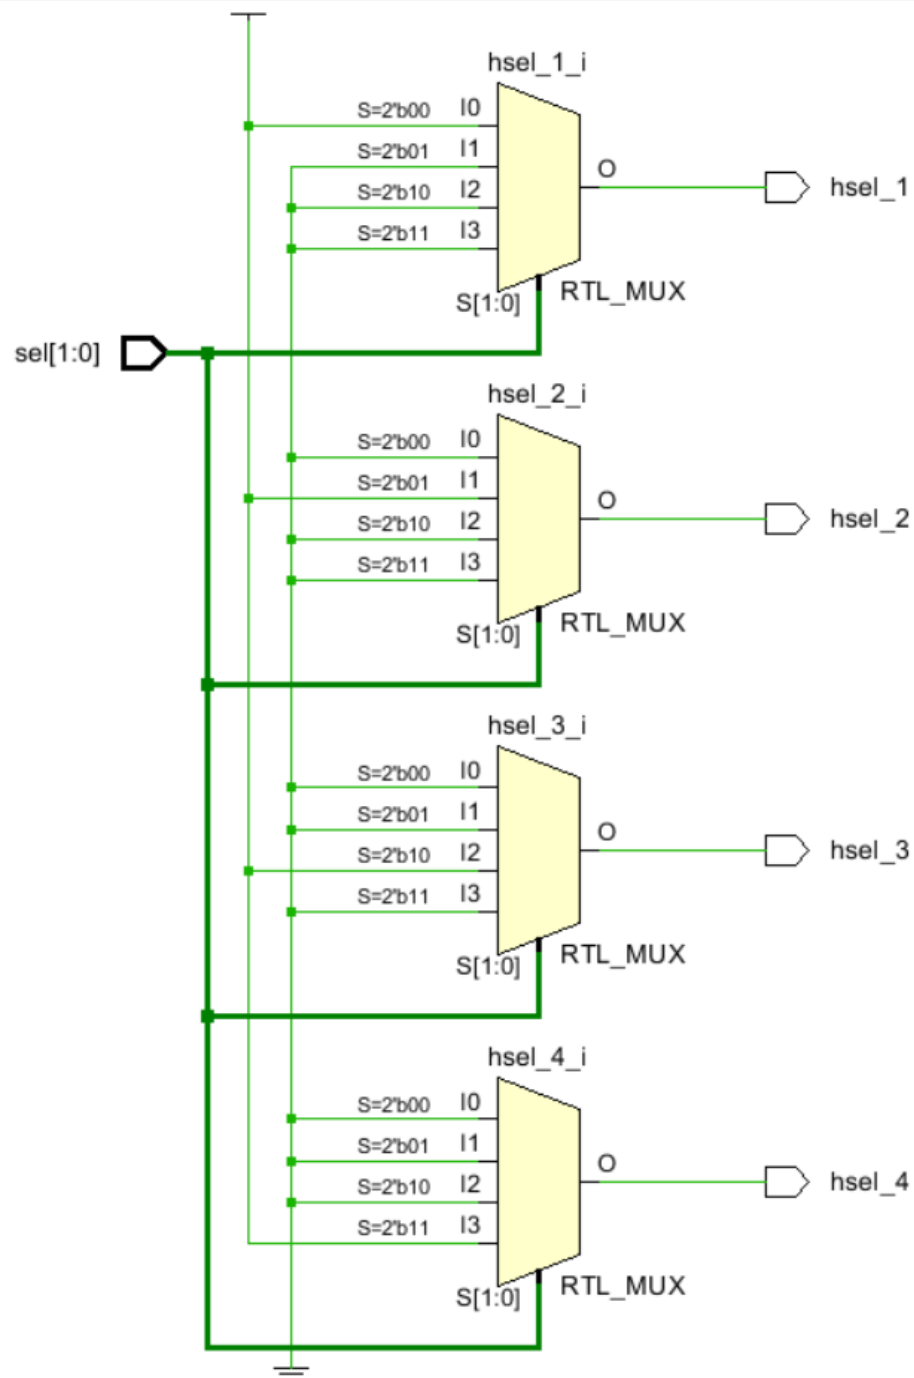 hsel_1_i
S=2'b00 I0
S=2'b01 I1
S=2'b10 I2
S=2'b11 I3
O
hsel_1
S[1:0]
RTL_MUX
sel[1:0]
hsel_2_i
S=2'b00 I0
S=2'b01 I1
S=2'b10 I2
S=2'b11 I3
O
hsel_2
S[1:0]
RTL_MUX
hsel_3_i
S=2'b00 I0
S=2'b01 I1
S=2'b10 I2
S=2'b11 I3
O
hsel_3
S[1:0]
RTL_MUX
hsel_4_i
S=2'b00 I0
S=2'b01 I1
S=2'b10 I2
S=2'b11 I3
O
hsel_4
S[1:0]
RTL_MUX